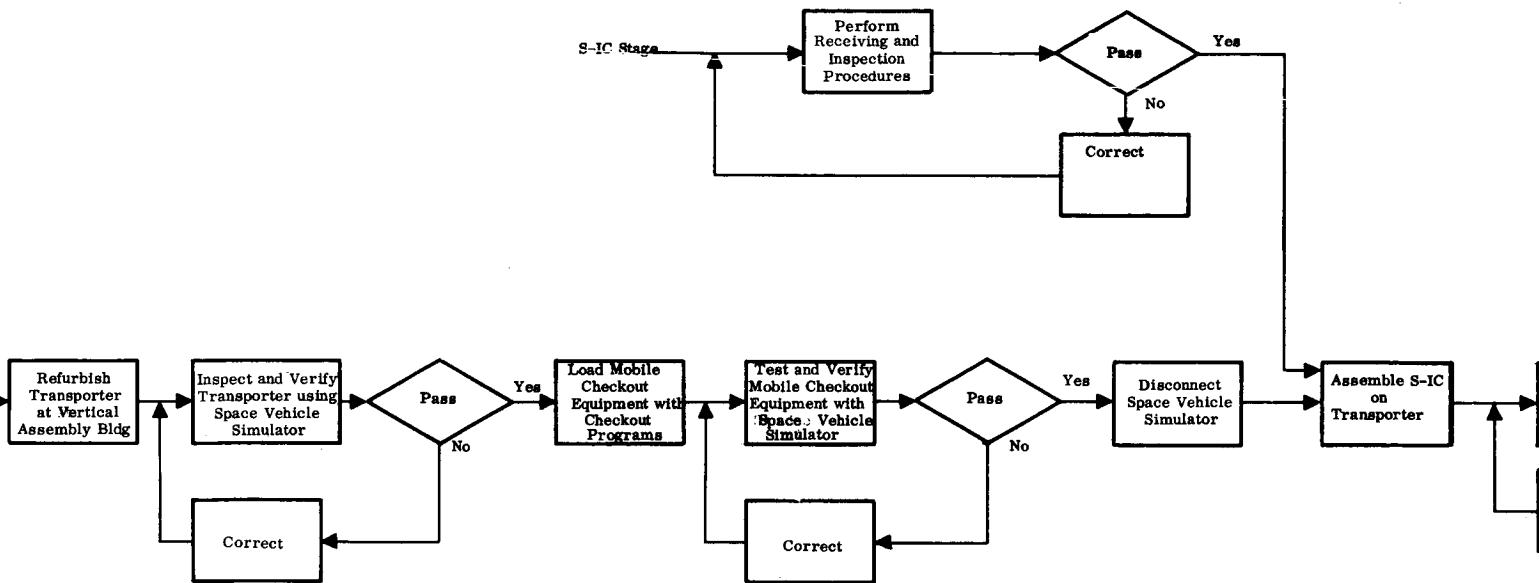 Perform
Receiving and
Inspection
Procedures
S-IC Stage
Pass
Yes
No
Correct
Refurbish
Transporter
at Vertical
Assembly Bldg
Inspect and Verify
Transporter using
Space Vehicle
Simulator
Pass
Yes
No
Correct
Load Mobile
Checkout
Equipment with
Checkout
Programs
Test and Verify
Mobile Checkout
Equipment with
Space Vehicle
Simulator
Pass
Yes
No
Correct
Disconnect
Space Vehicle
Simulator
Assemble S-IC
on
Transporter